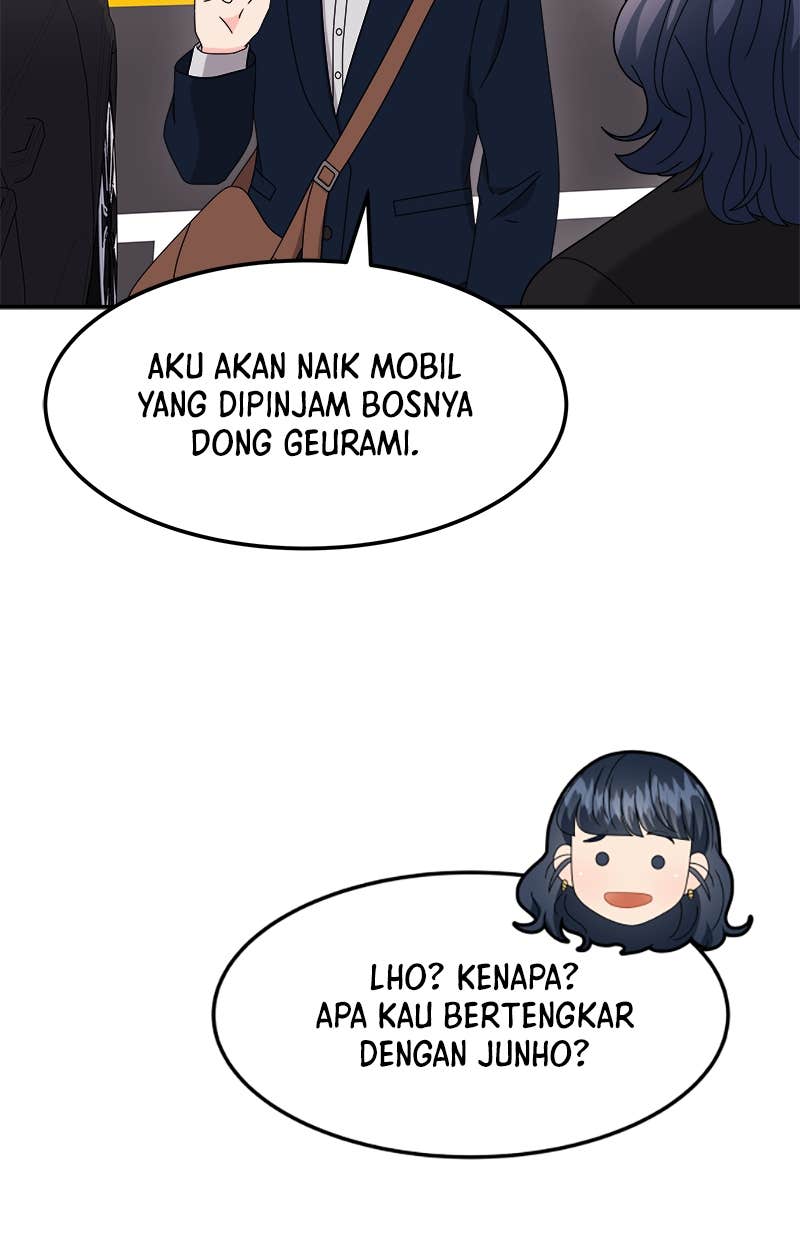 AKU AKAN NAIK MOBIL
YANG DIPINJAM BOSNYA
DONG GEURAMI.
LHO? KENAPA?
APA KAU BERTENGKAR
DENGAN JUNHO?